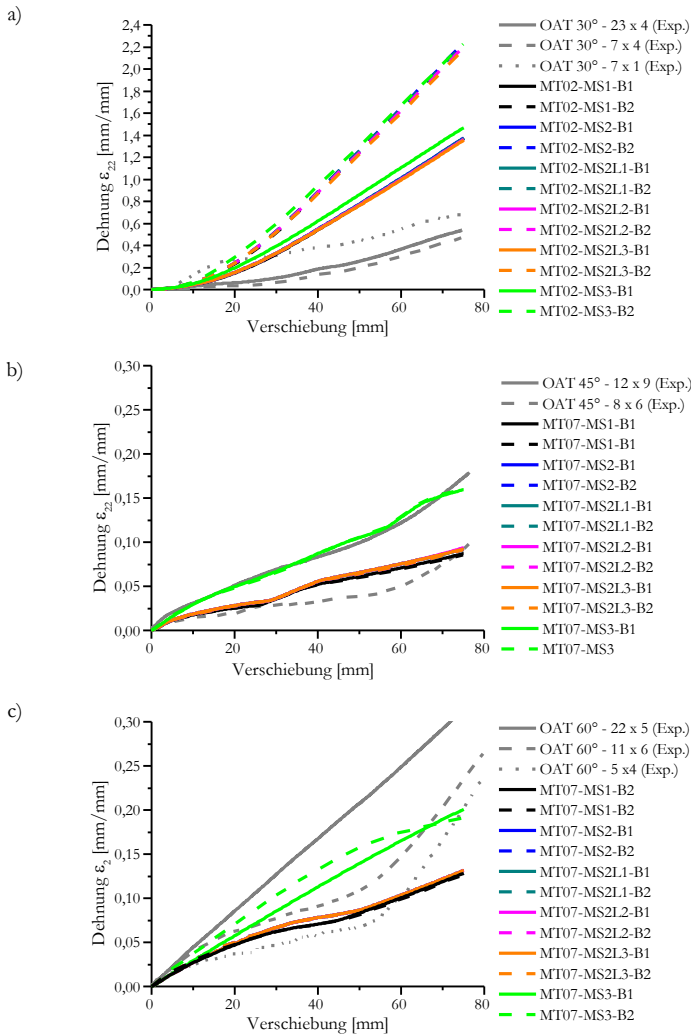 a)
Dehnung ε22 [mm/mm]
2,4
2,2
2,0
1,8
1,6
1,4
1,2
1,0
0,8
0,6
0,4
0,2
0,0
0
20
40
60
80
Verschiebung [mm]
OAT 30° - 23 x 4 (Exp.)
OAT 30° - 7 x 4 (Exp.)
OAT 30° - 7 x 1 (Exp.)
MT02-MS1-B1
MT02-MS1-B2
MT02-MS2-B1
MT02-MS2-B2
MT02-MS2L1-B1
MT02-MS2L1-B2
MT02-MS2L2-B1
MT02-MS2L2-B2
MT02-MS2L3-B1
MT02-MS2L3-B2
MT02-MS3-B1
MT02-MS3-B2
b)
Dehnung ε22 [mm/mm]
0,30
0,25
0,20
0,15
0,10
0,05
0,00
0
20
40
60
80
Verschiebung [mm]
OAT 45° - 12 x 9 (Exp.)
OAT 45° - 8 x 6 (Exp.)
MT07-MS1-B1
MT07-MS1-B1
MT07-MS2-B1
MT07-MS2-B2
MT07-MS2L1-B1
MT07-MS2L1-B2
MT07-MS2L2-B1
MT07-MS2L2-B2
MT07-MS2L3-B1
MT07-MS2L3-B2
MT07-MS3-B1
MT07-MS3
c)
Dehnung ε2 [mm/mm]
0,30
0,25
0,20
0,15
0,10
0,05
0,00
0
20
40
60
80
Verschiebung [mm]
OAT 60° - 22 x 5 (Exp.)
OAT 60° - 11 x 6 (Exp.)
OAT 60° - 5 x4 (Exp.)
MT07-MS1-B2
MT07-MS1-B2
MT07-MS2-B1
MT07-MS2-B2
MT07-MS2L1-B1
MT07-MS2L1-B2
MT07-MS2L2-B1
MT07-MS2L2-B2
MT07-MS2L3-B1
MT07-MS2L3-B2
MT07-MS3-B1
MT07-MS3-B2